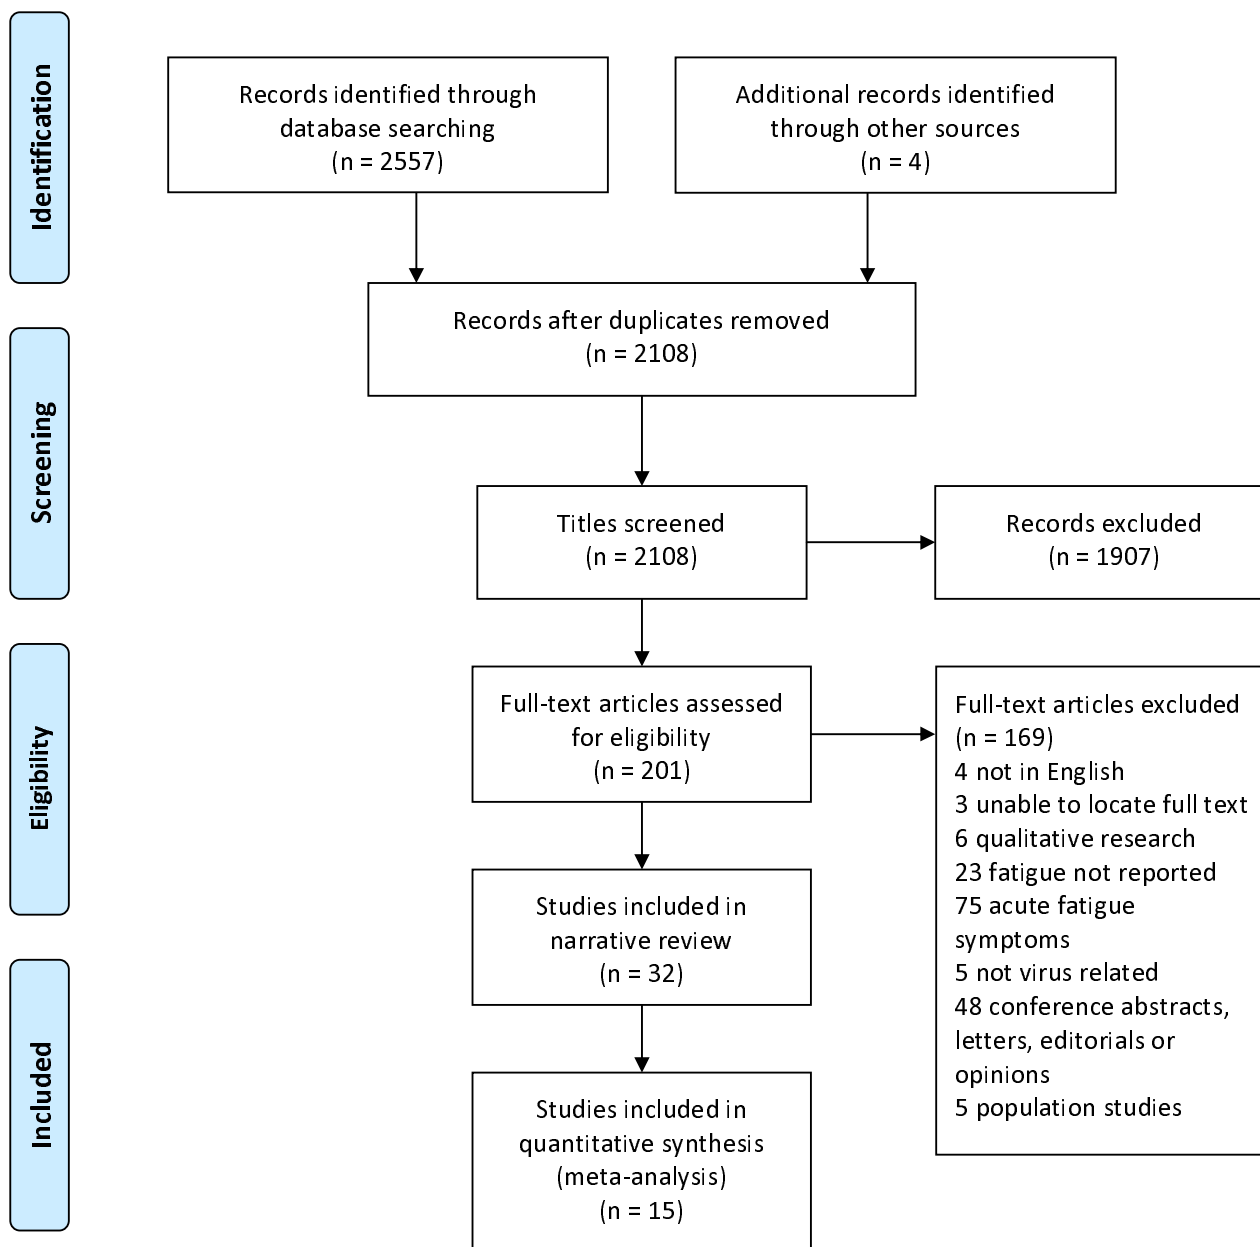 Identification
Records identified through
database searching
(n = 2557)
Additional records identified
through other sources
(n = 4)
Records after duplicates removed
(n = 2108)
Screening
Titles screened
(n = 2108)
Records excluded
(n = 1907)
Eligibility
Full-text articles assessed
for eligibility
(n = 201)
Full-text articles excluded
(n = 169)
4 not in English
3 unable to locate full text
6 qualitative research
23 fatigue not reported
75 acute fatigue
symptoms
5 not virus related
48 conference abstracts,
letters, editorials or
opinions
5 population studies
Studies included in
narrative review
(n = 32)
Included
Studies included in
quantitative synthesis
(meta-analysis)
(n = 15)